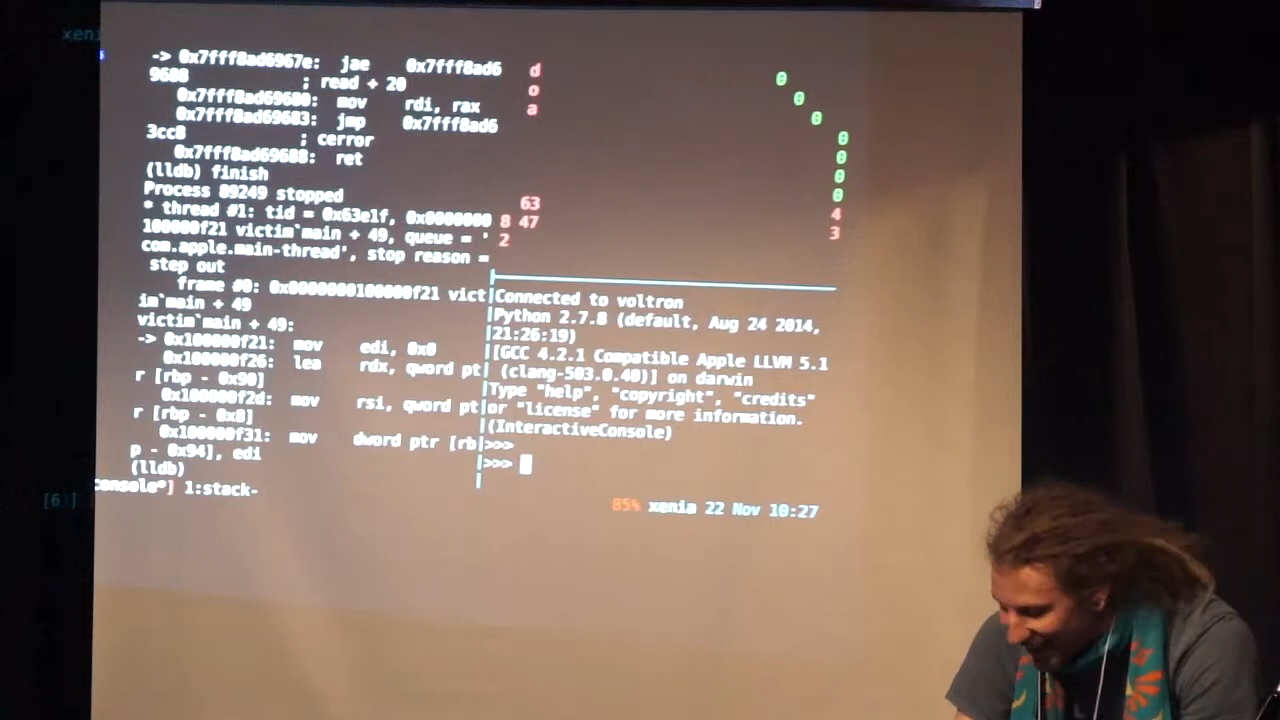 xeni
-> 0x7fff8ad6967e:  jae    0x7fff8ad6
9688              ; read + 20
0x7fff8ad69680:  mov    rdi, rax
0x7fff8ad69683:  jmp    0x7fff8ad6
3cc8              ; cerror
0x7fff8ad69688:  ret
(lldb) finish
Process 89249 stopped
* thread #1: tid = 0x63e1f, 0x0000000
100000f21 victim`main + 49, queue = '
com.apple.main-thread', stop reason =
step out
frame #0: 0x0000000100000f21 vict
im`main + 49
victim`main + 49:
-> 0x100000f21:  mov    edi, 0x0
0x100000f26:  lea    rdx, qword pt
r [rbp - 0x90]
0x100000f2d:  mov    rsi, qword pt
r [rbp - 0x8]
0x100000f31:  mov    dword ptr [rb
p - 0x94], edi
(lldb)
console*] 1:stack-
[6]
d
o
a
63
8 47
2
0
0
0
0
0
0
0
4
3
Connected to voltron
Python 2.7.8 (default, Aug 24 2014,
21:26:19)
[GCC 4.2.1 Compatible Apple LLVM 5.1
(clang-503.0.40)] on darwin
Type "help", "copyright", "credits"
or "license" for more information.
(InteractiveConsole)
>>>
>>>
85% xenia 22 Nov 10:27